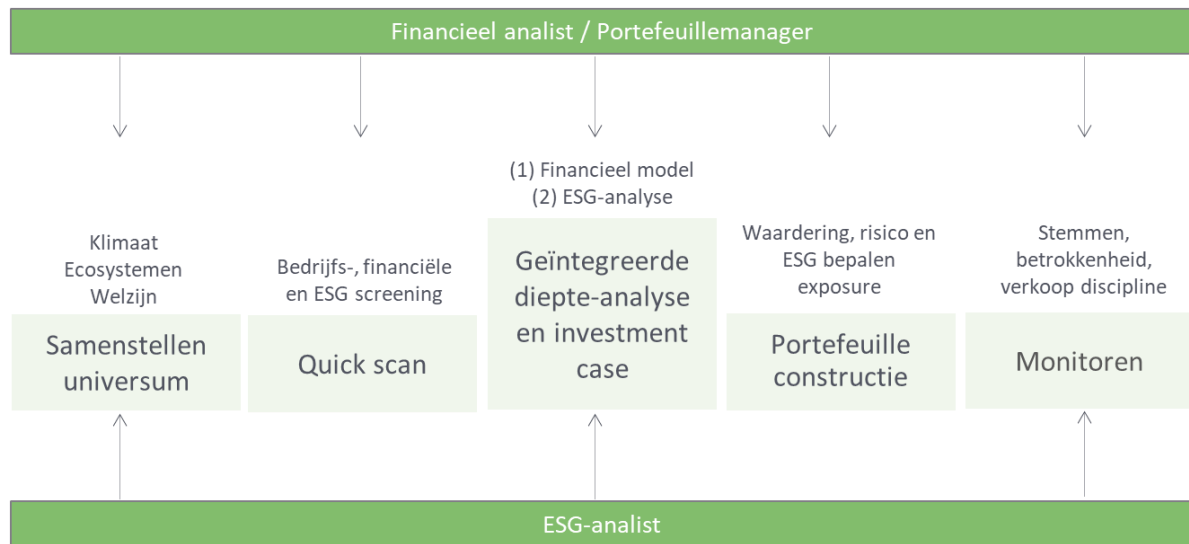 Financieel analist / Portefeuillemanager
Klimaat
Ecosystemen
Welzijn
Samenstellen
universum
Bedrijfs-, financiële
en ESG screening
Quick scan
(1) Financieel model
(2) ESG-analyse
Geïntegreerde
diepte-analyse
en investment
case
Waardering, risico en
ESG bepalen
exposure
Portefeuille
constructie
Stemmen,
betrokkenheid,
verkoop discipline
Monitoren
ESG-analist